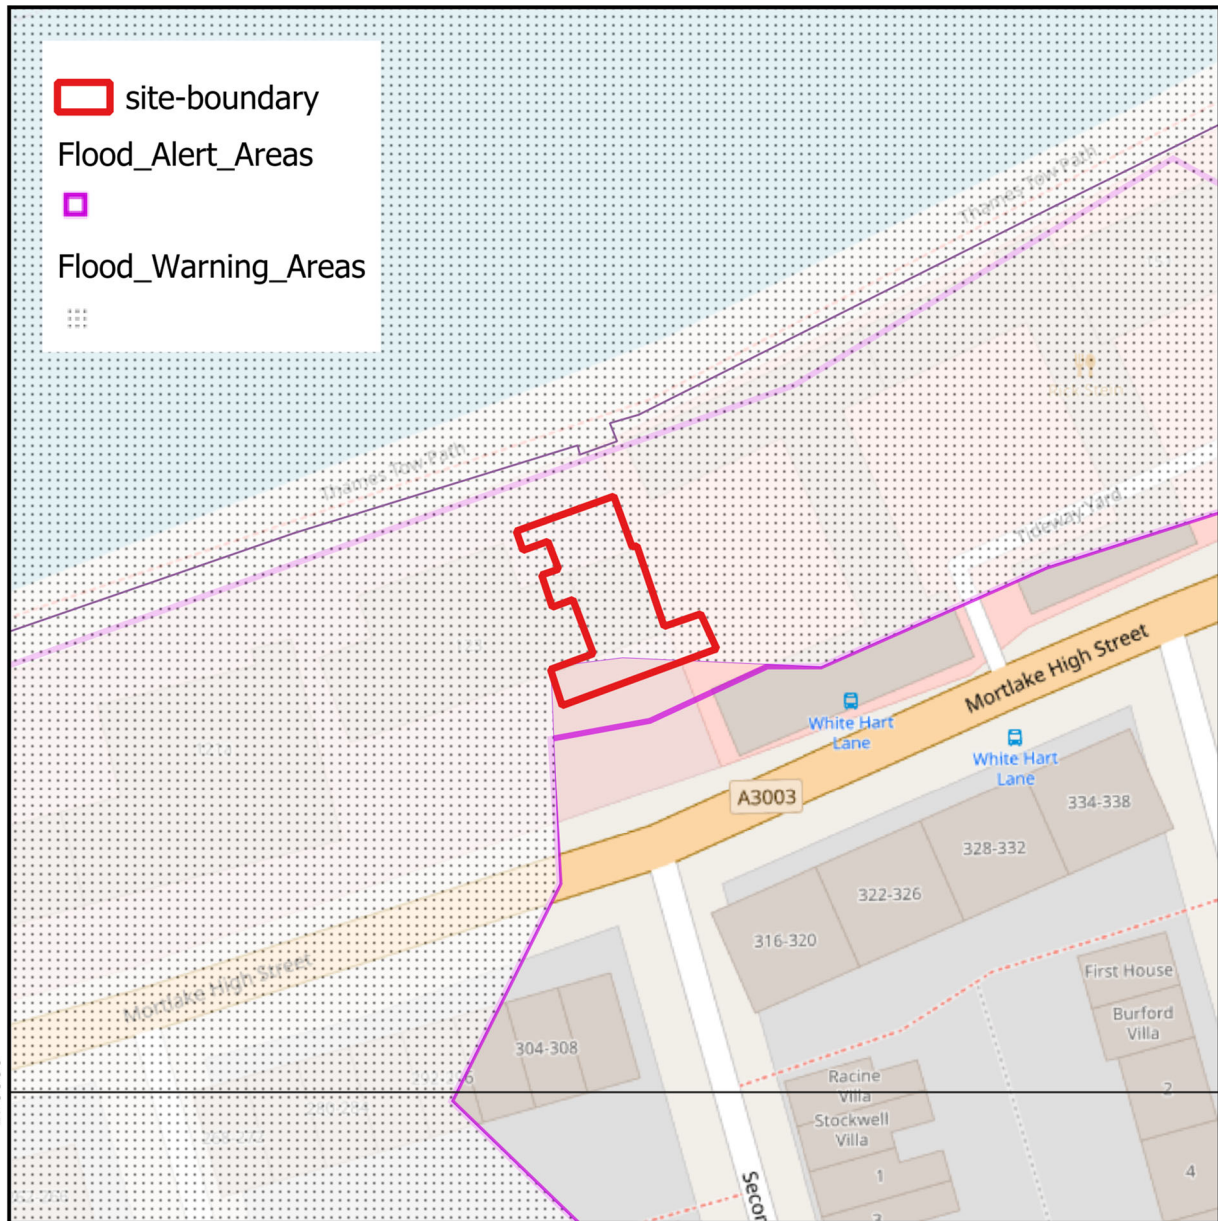 site-boundary
Flood_Alert_Areas
Flood_Warning_Areas
Thames Tow Path
Thames Tow Path
Tideway Yard
Mortlake High Street
White Hart
Lane
White Hart
Lane
A3003
334-338
328-332
322-326
316-320
Mortlake High Street
First House
Burford
Villa
304-308
Racine
Villa
2
Stockwell
Villa
1
4